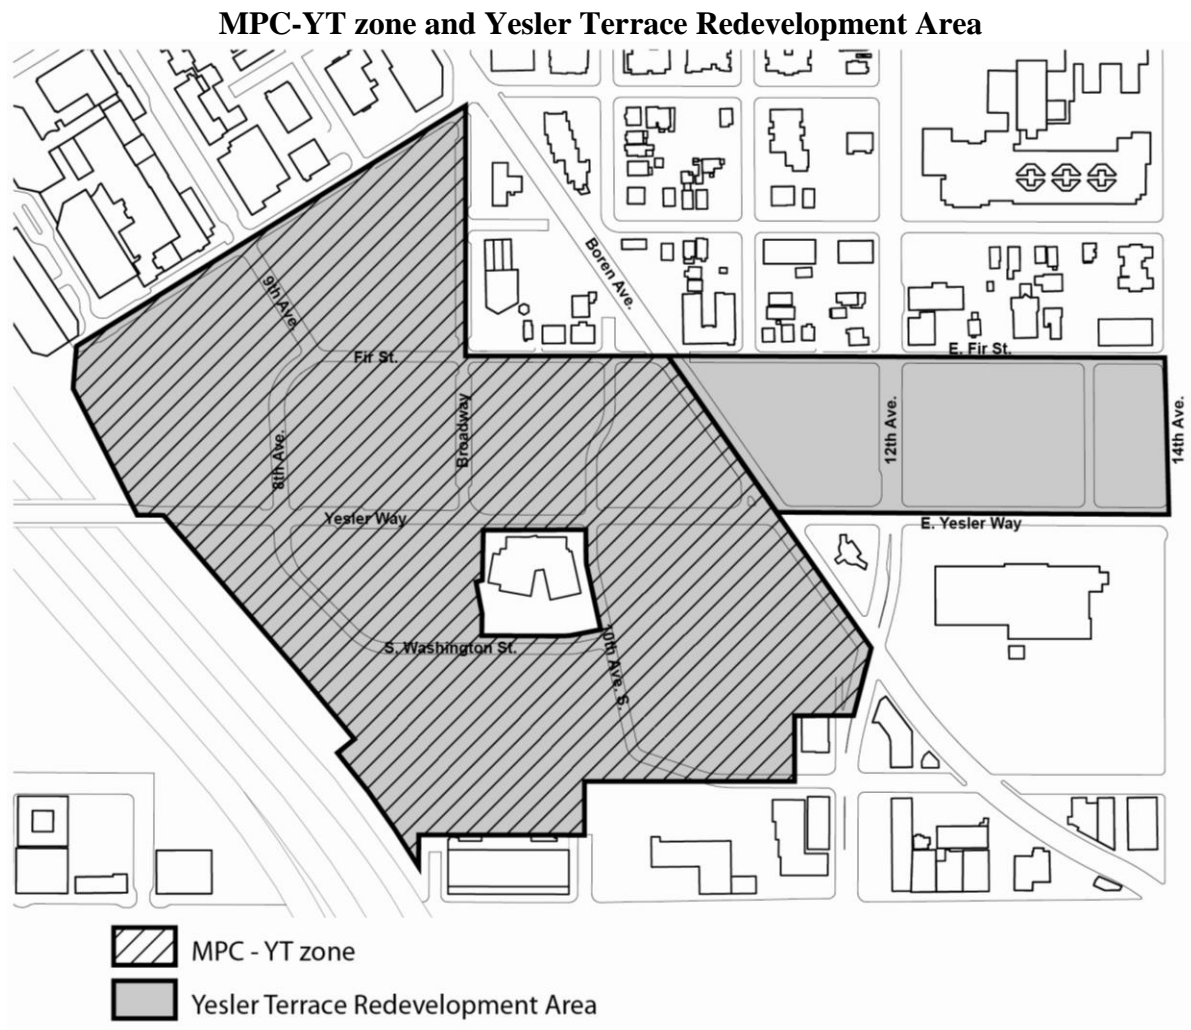 MPC-YT zone and Yesler Terrace Redevelopment Area
Boren Ave.
9th Ave
Fir St.
E. Fir St.
8th Ave.
Broadway
12th Ave.
14th Ave.
Yesler Way
E. Yesler Way
S. Washington St.
10th Ave. S.
MPC - YT zone
Yesler Terrace Redevelopment Area